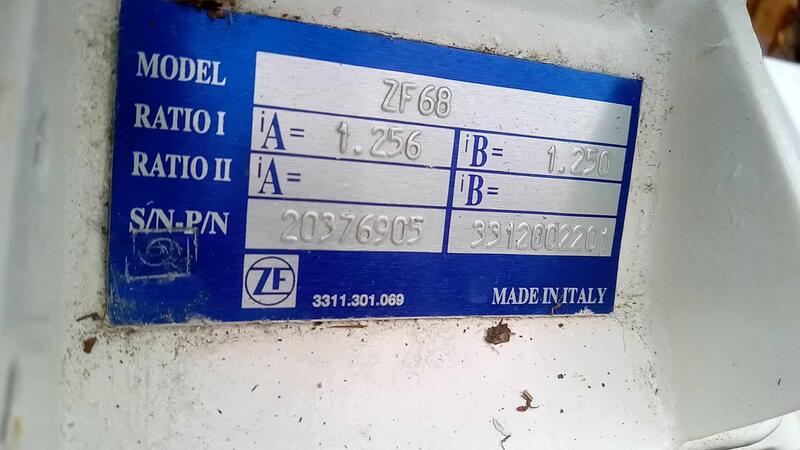 MODEL ZF68
RATIO I iA= 1.256 iB= 1.250
RATIO II iA= iB=
S/N-P/N 20376905 3312002201
ZF 3311.301.069 MADE IN ITALY